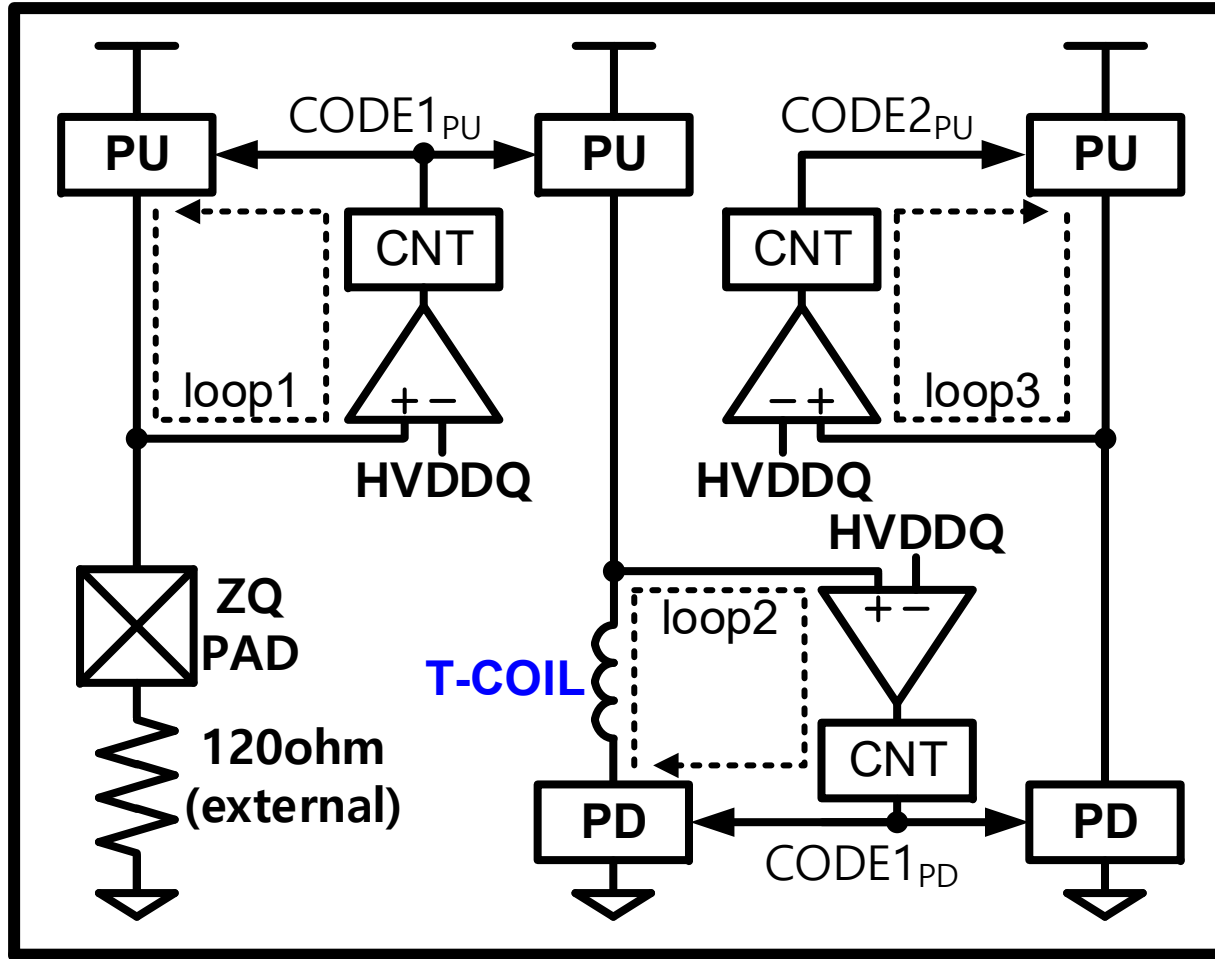 PU
CODE1PU
PU
CODE2PU
PU
CNT
CNT
loop1
+ −
− +
loop3
HVDDQ
HVDDQ
HVDDQ
ZQ
PAD
loop2
+ −
T-COIL
120ohm
(external)
CNT
PD
PD
CODE1PD